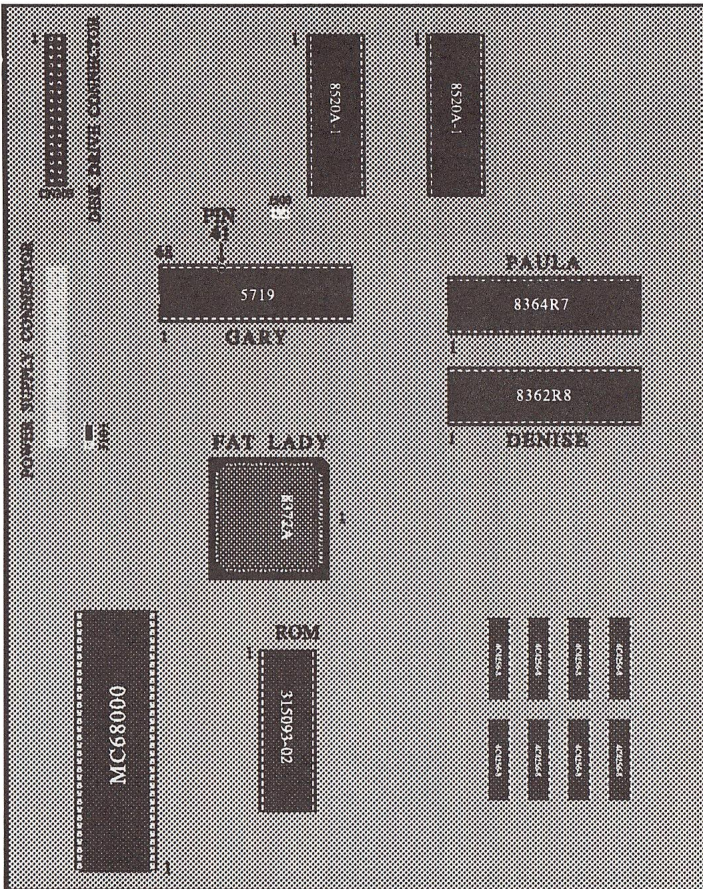 1
DISK DRIVE CONNECTOR
1
8520A-1
1
8520A-1
PIN
41
48
5719
1
GARY
POWER SUPPLY CONNECTOR
PAULA
8364R7
1
8362R8
1
DENISE
FAT LADY
8372A
1
MC68000
1
ROM
1
315093-02